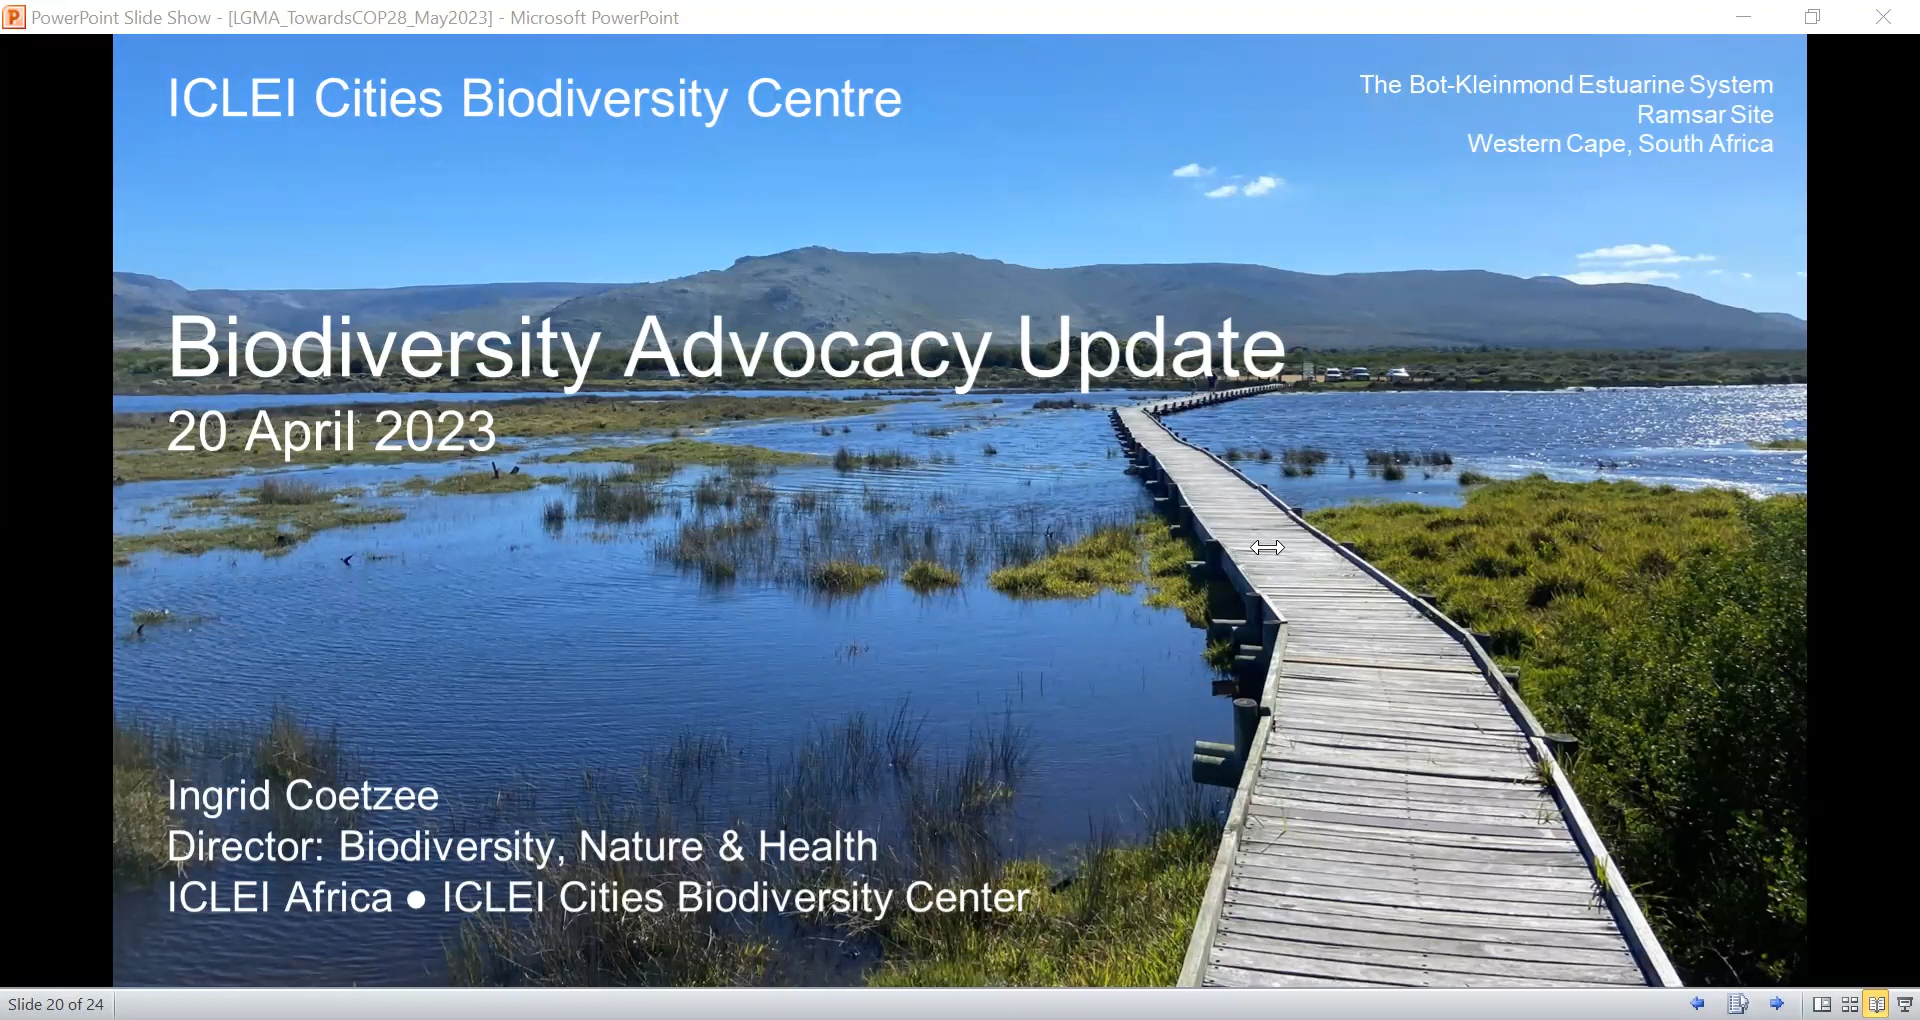 PowerPoint Slide Show - [LGMA_TowardsCOP28_May2023] - Microsoft PowerPoint
ICLEI Cities Biodiversity Centre
The Bot-Kleinmond Estuarine System
Ramsar Site
Western Cape, South Africa
Biodiversity Advocacy Update
20 April 2023
Ingrid Coetzee
Director: Biodiversity, Nature & Health
ICLEI Africa ● ICLEI Cities Biodiversity Center
Slide 20 of 24